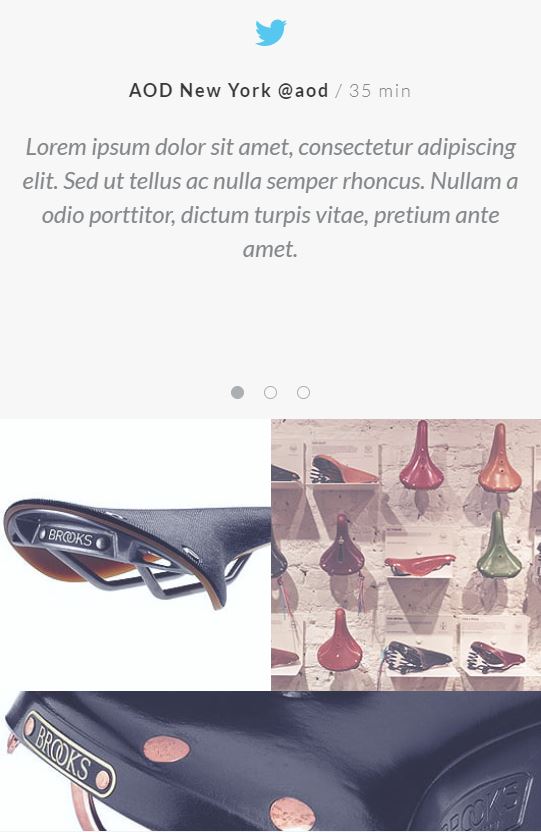 AOD New York @aod / 35 min
Lorem ipsum dolor sit amet, consectetur adipiscing
elit. Sed ut tellus ac nulla semper rhoncus. Nullam a
odio porttitor, dictum turpis vitae, pretium ante
amet.
BROOKS
BROOKS
BROOKS